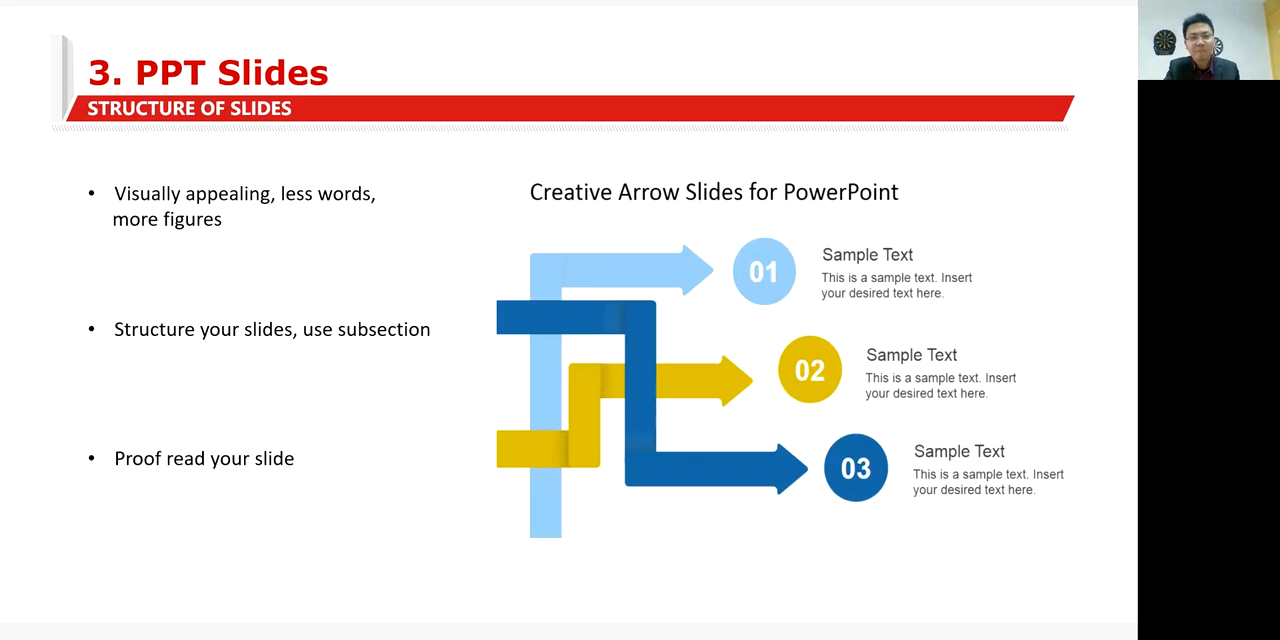 3. PPT Slides
STRUCTURE OF SLIDES
• Visually appealing, less words,
more figures
• Structure your slides, use subsection
• Proof read your slide
Creative Arrow Slides for PowerPoint
01
Sample Text
This is a sample text. Insert
your desired text here.
02
Sample Text
This is a sample text. Insert
your desired text here.
03
Sample Text
This is a sample text. Insert
your desired text here.